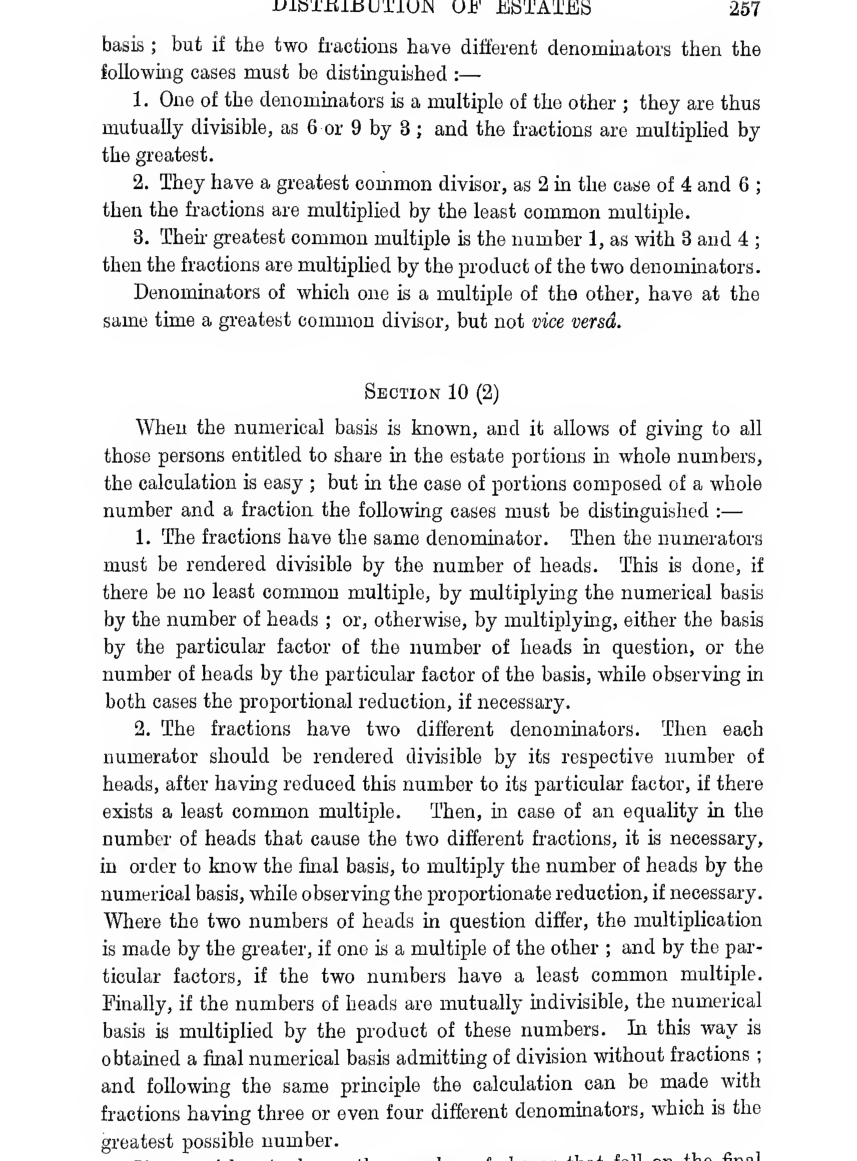 DISTRIBUTION OF ESTATES 257
basis ; but if the two fractions have different denominators then the
following cases must be distinguished :—
1. One of the denominators is a multiple of the other ; they are thus
mutually divisible, as 6 or 9 by 3 ; and the fractions are multiplied by
the greatest.
2. They have a greatest common divisor, as 2 in the case of 4 and 6 ;
then the fractions are multiplied by the least common multiple.
3. Their greatest common multiple is the number 1, as with 3 and 4 ;
then the fractions are multiplied by the product of the two denominators.
Denominators of which one is a multiple of the other, have at the
same time a greatest common divisor, but not vice versâ.
SECTION 10 (2)
When the numerical basis is known, and it allows of giving to all
those persons entitled to share in the estate portions in whole numbers,
the calculation is easy ; but in the case of portions composed of a whole
number and a fraction the following cases must be distinguished :—
1. The fractions have the same denominator. Then the numerators
must be rendered divisible by the number of heads. This is done, if
there be no least common multiple, by multiplying the numerical basis
by the number of heads ; or, otherwise, by multiplying, either the basis
by the particular factor of the number of heads in question, or the
number of heads by the particular factor of the basis, while observing in
both cases the proportional reduction, if necessary.
2. The fractions have two different denominators. Then each
numerator should be rendered divisible by its respective number of
heads, after having reduced this number to its particular factor, if there
exists a least common multiple. Then, in case of an equality in the
number of heads that cause the two different fractions, it is necessary,
in order to know the final basis, to multiply the number of heads by the
numerical basis, while observing the proportionate reduction, if necessary.
Where the two numbers of heads in question differ, the multiplication
is made by the greater, if one is a multiple of the other ; and by the par-
ticular factors, if the two numbers have a least common multiple.
Finally, if the numbers of heads are mutually indivisible, the numerical
basis is multiplied by the product of these numbers. In this way is
obtained a final numerical basis admitting of division without fractions ;
and following the same principle the calculation can be made with
fractions having three or even four different denominators, which is the
greatest possible number.
that fall on the final